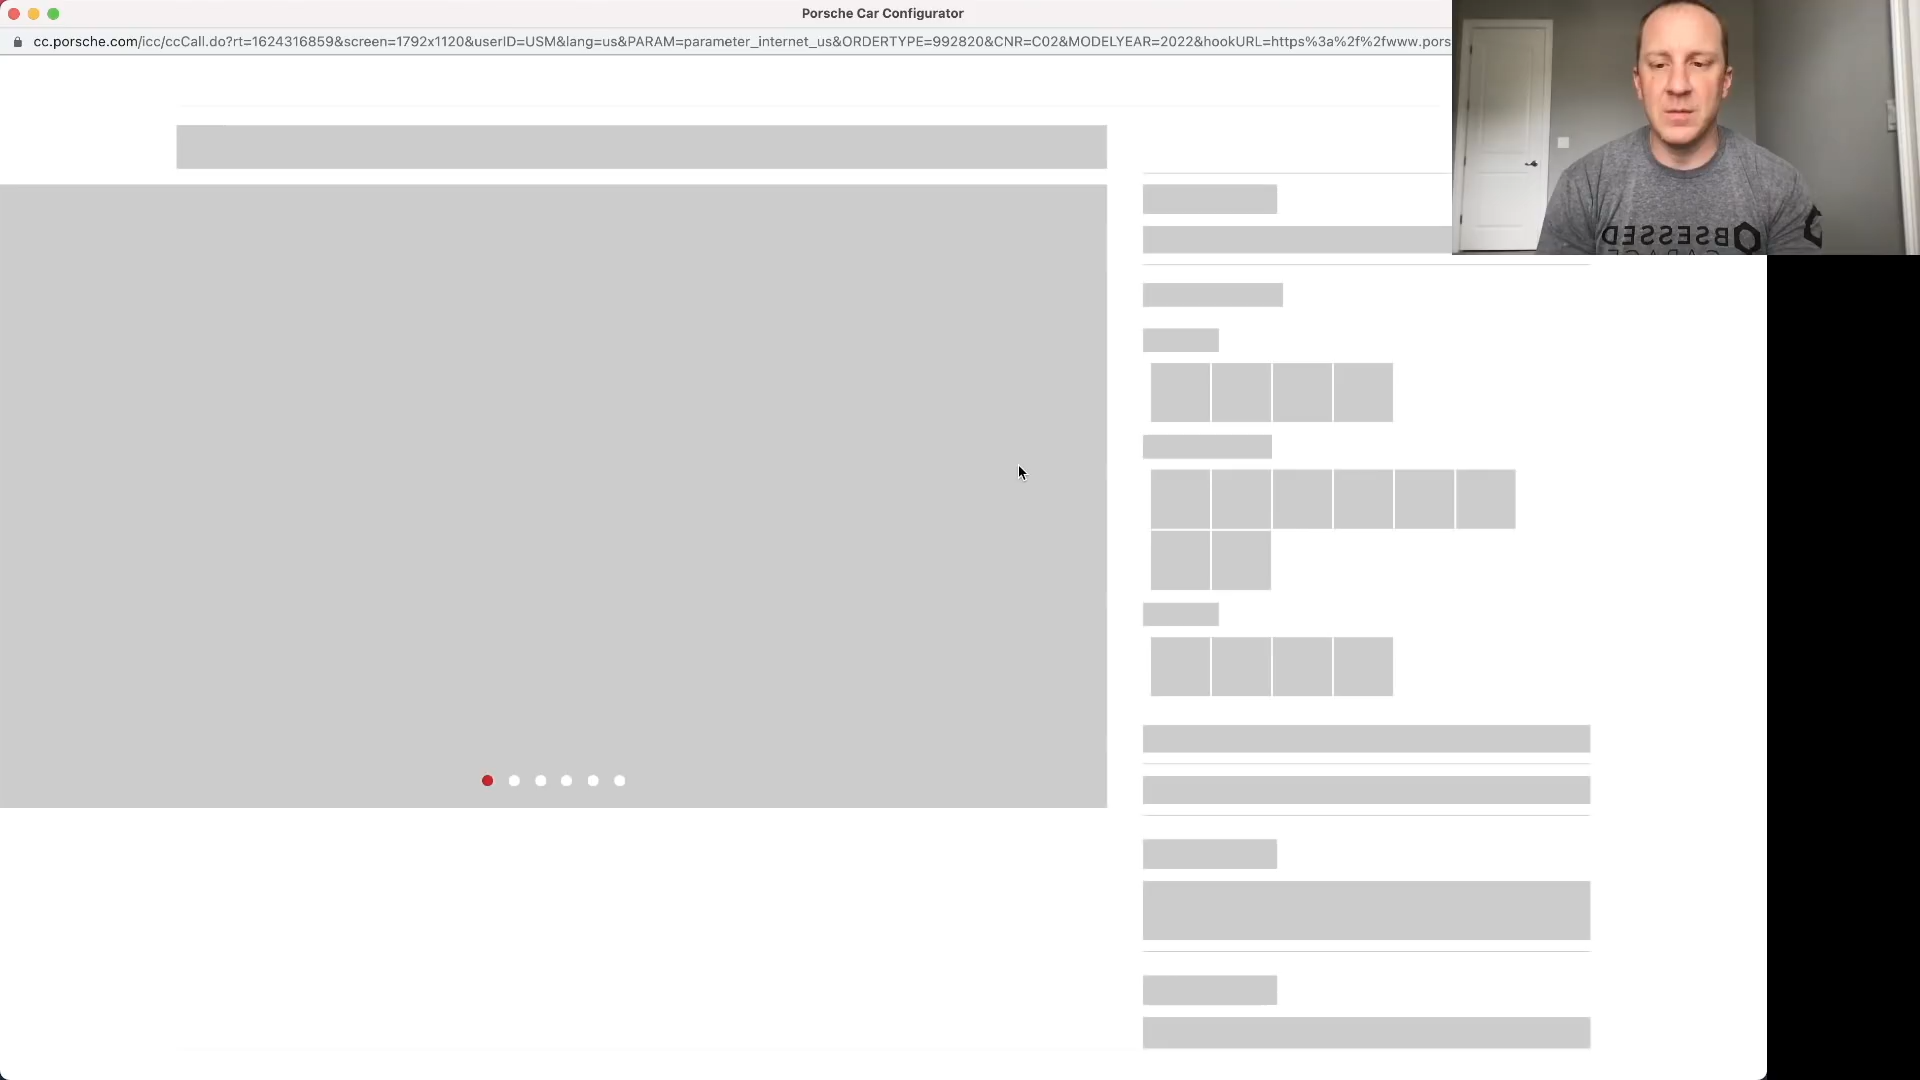 Porsche Car Configurator
cc.porsche.com/icc/ccCall.do?rt=1624316859&screen=1792x1120&userID=USM&lang=us&PARAM=parameter_internet_us&ORDERTYPE=992820&CNR=C02&MODELYEAR=2022&hookURL=https%3a%2f%2fwww.pors
OBSESSED